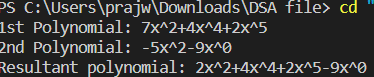 PS C:\Users\prajw\Downloads\DSA file> cd "
1st Polynomial: 7x^2+4x^4+2x^5
2nd Polynomial: -5x^2-9x^0
Resultant polynomial: 2x^2+4x^4+2x^5-9x^0